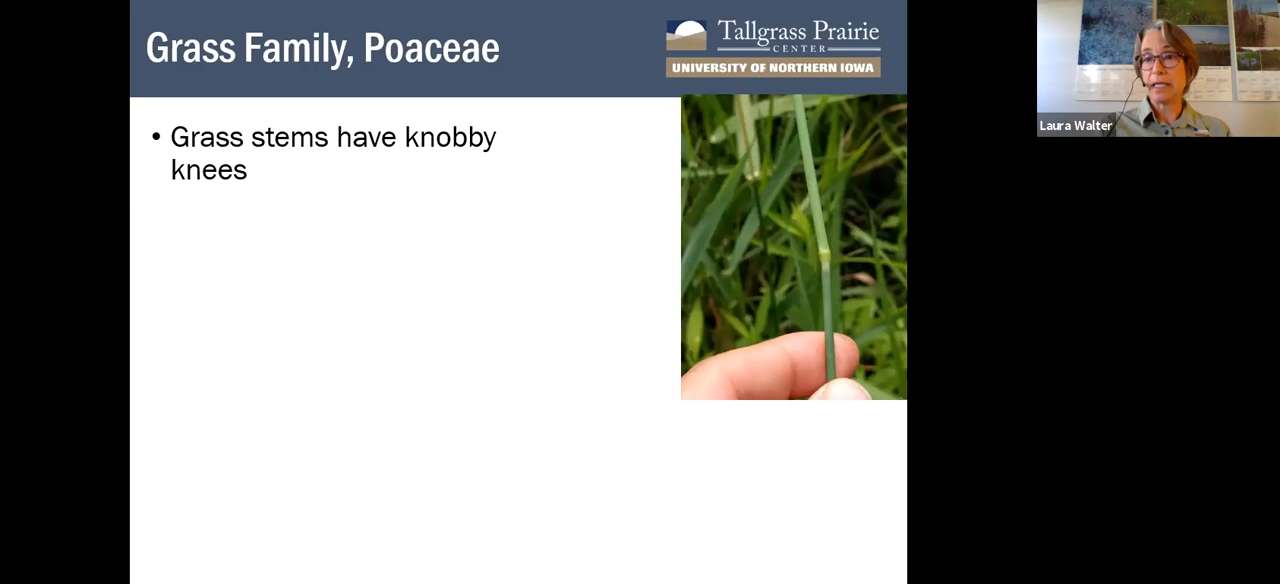 Grass Family, Poaceae
Tallgrass Prairie
CENTER
UNIVERSITY OF NORTHERN IOWA
• Grass stems have knobby
knees
Laura Walter